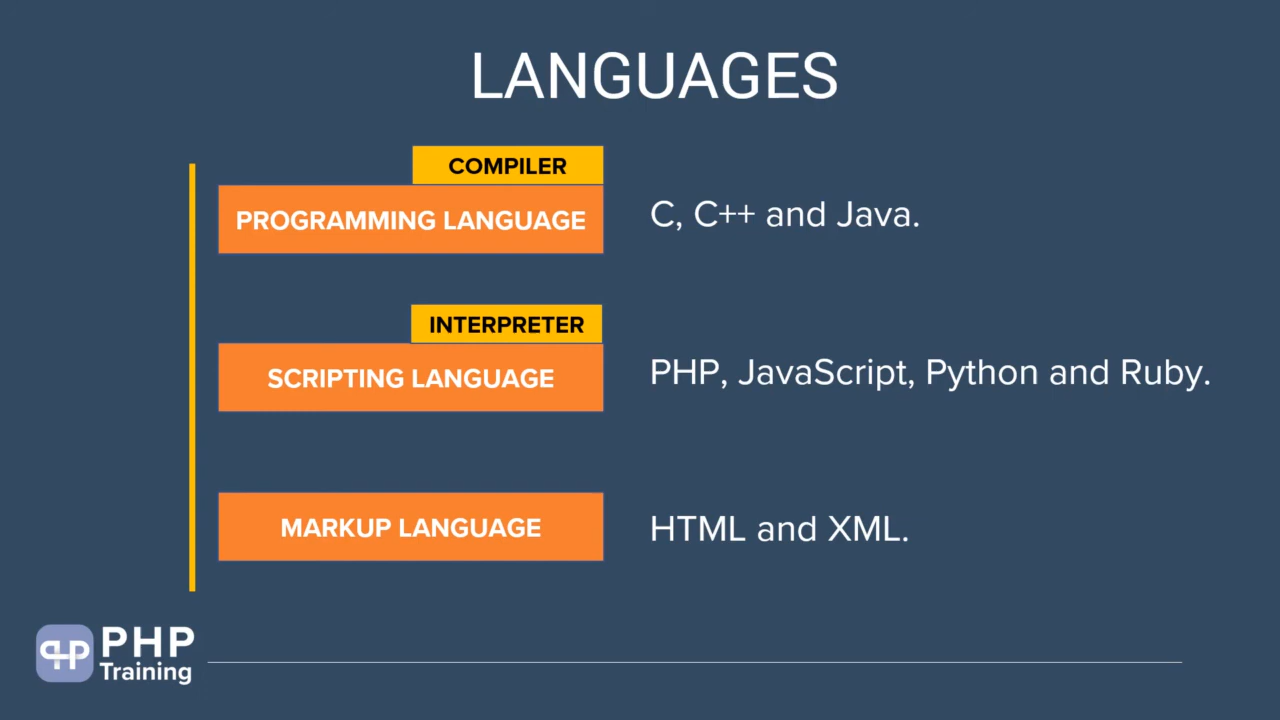 LANGUAGES
COMPILER
PROGRAMMING LANGUAGE
C, C++ and Java.
INTERPRETER
SCRIPTING LANGUAGE
PHP, JavaScript, Python and Ruby.
MARKUP LANGUAGE
HTML and XML.
PHP
PHP
Training